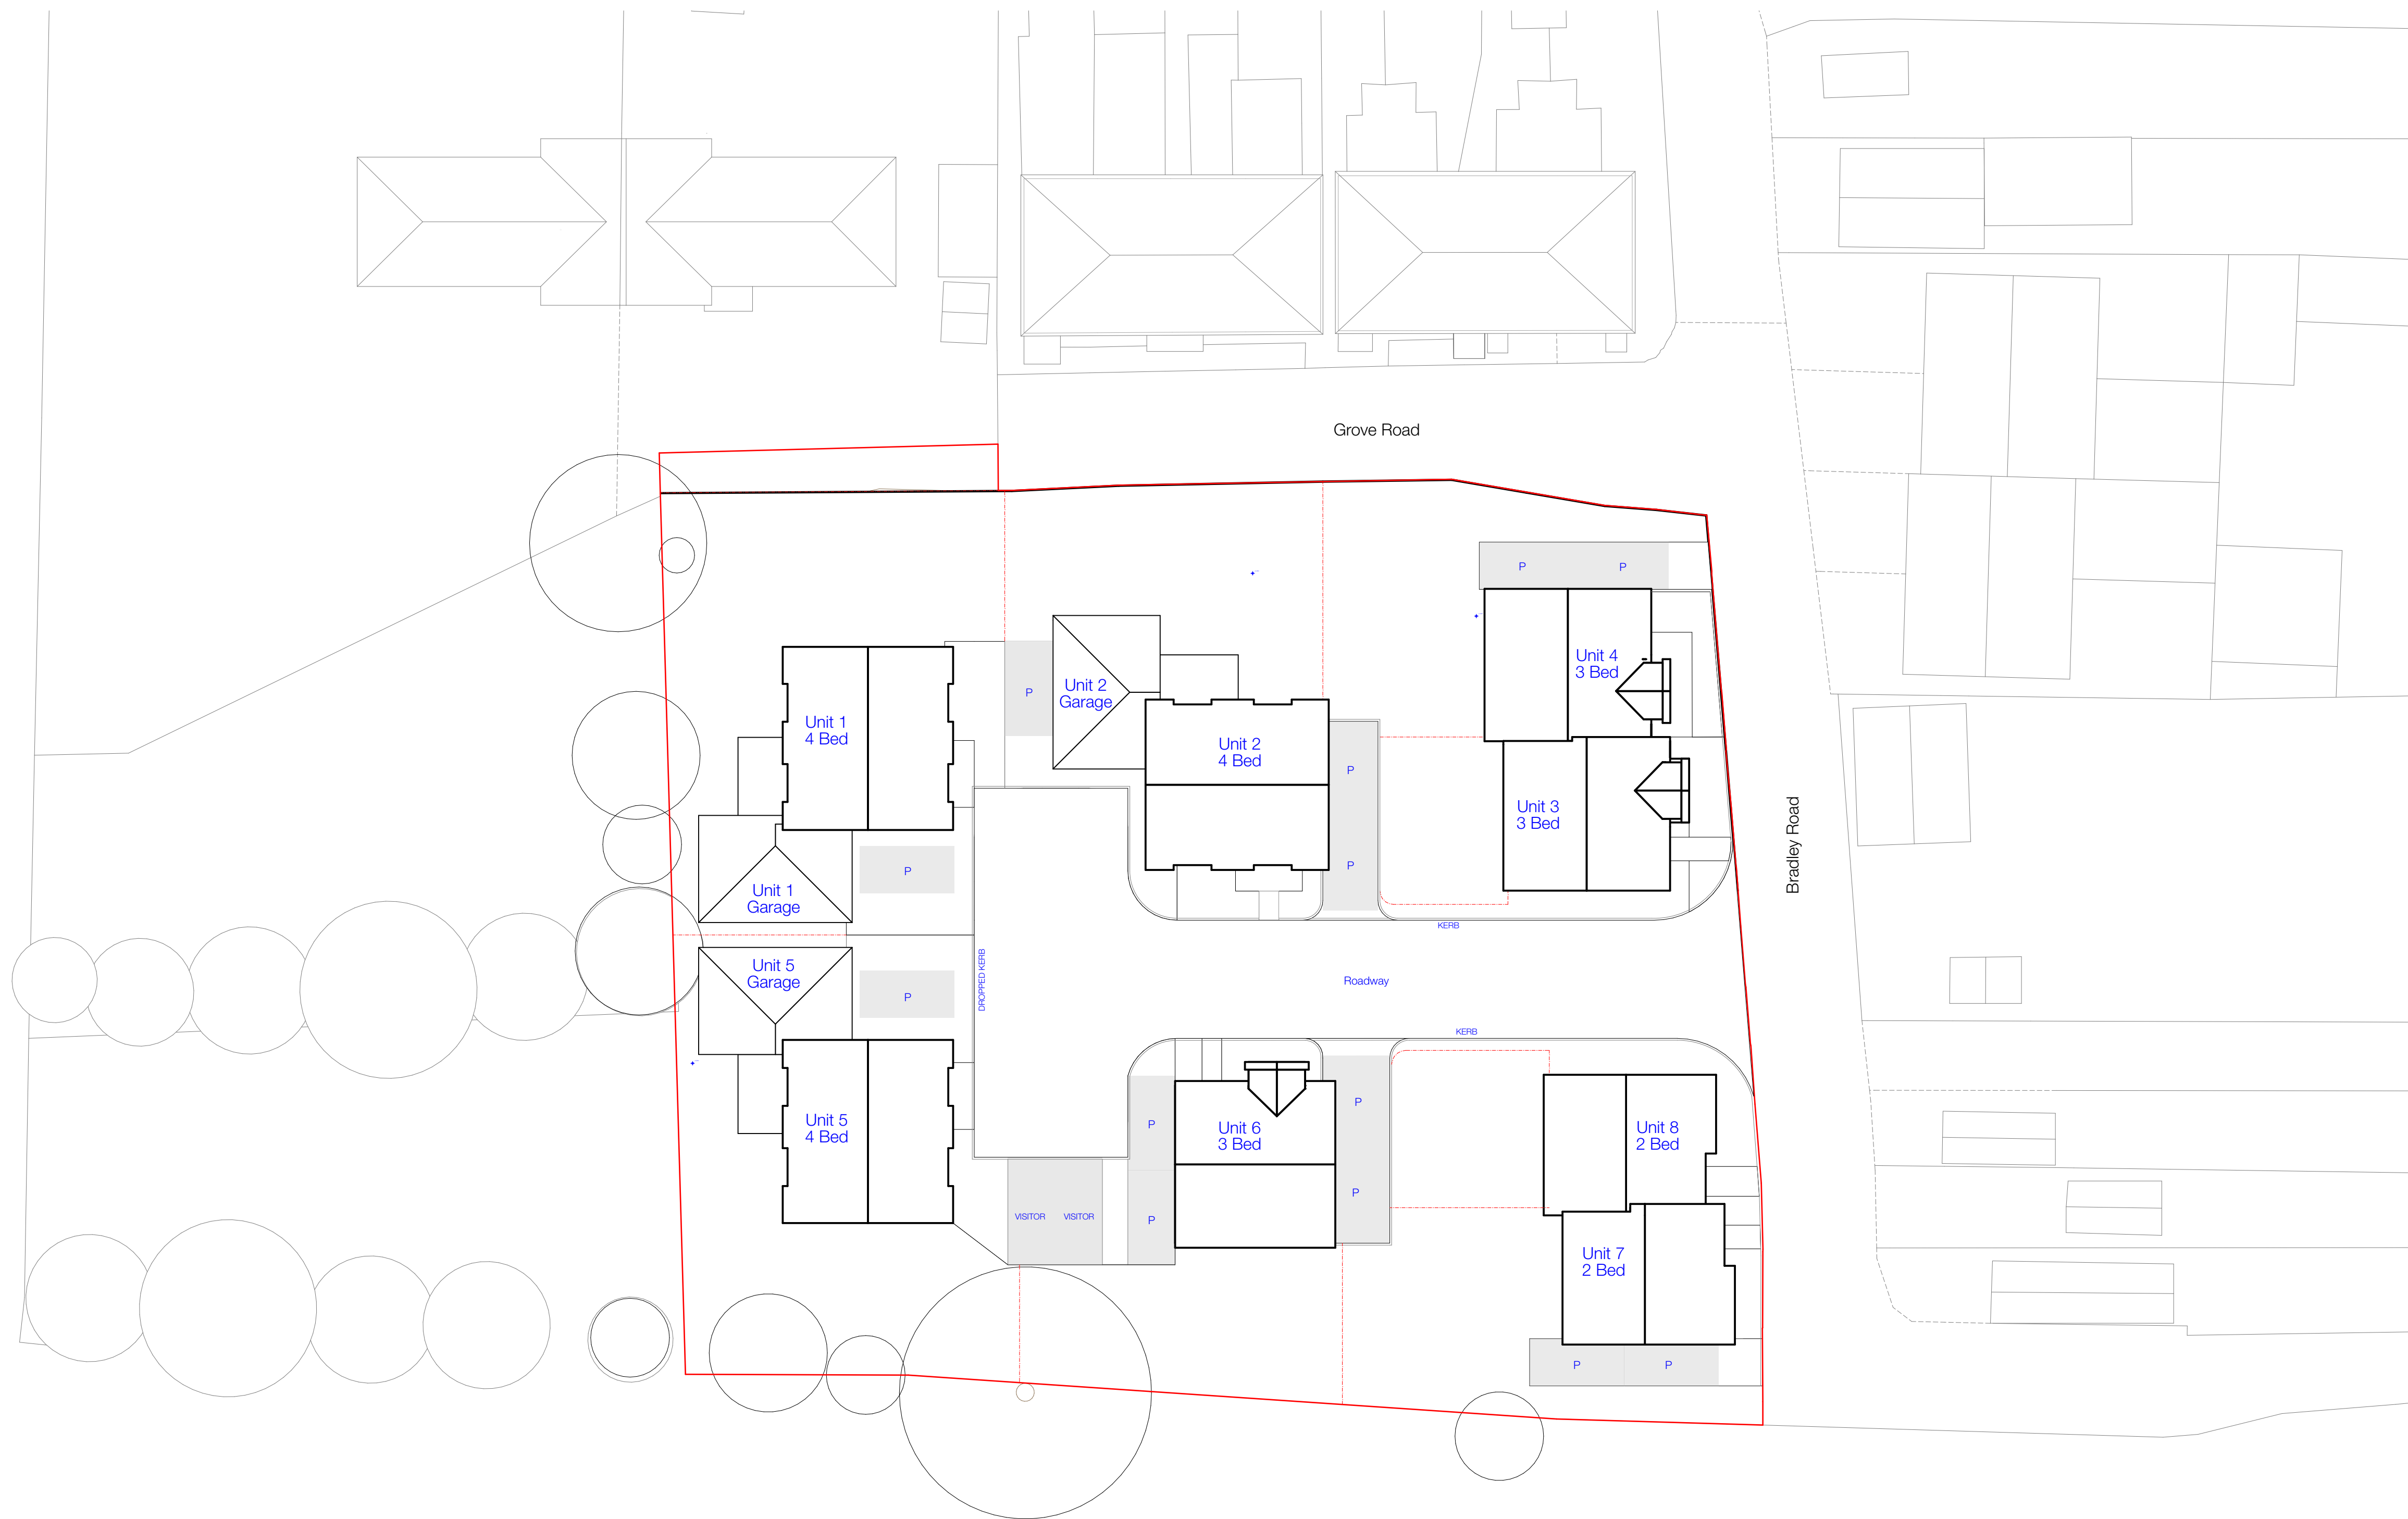 Grove Road
P P
Unit 4
3 Bed
Unit 2
Garage
P
Unit 1
4 Bed
Unit 2
4 Bed
P
Unit 3
3 Bed
Bradley Road
P
P
Unit 1
Garage
KERB
Unit 5
Garage
DROPPED KERB
Roadway
P
KERB
P
Unit 5
4 Bed
P
Unit 6
3 Bed
Unit 8
2 Bed
P
VISITOR VISITOR
P
Unit 7
2 Bed
P P